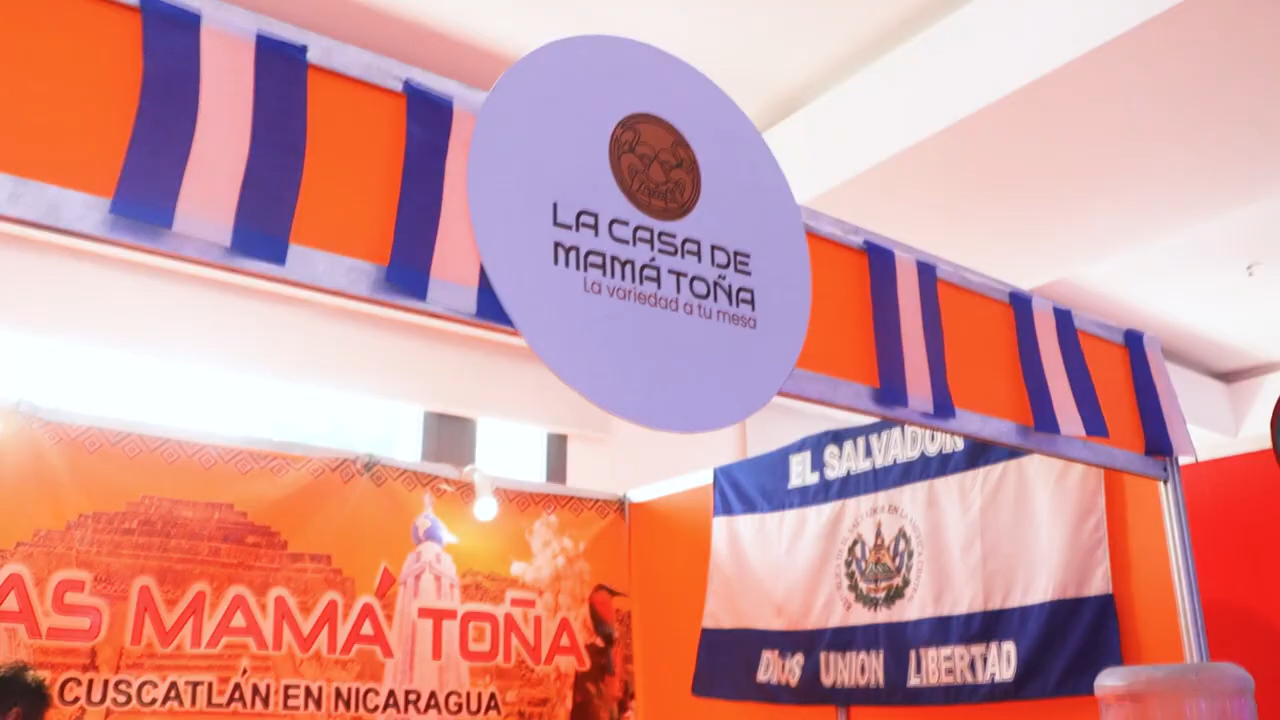 LA CASA DE
MAMÁ TOÑA
La variedad a tu mesa
EL SALVADOR
DIOS UNION LIBERTAD
AS MAMÁ TOÑA
CUSCATLÁN EN NICARAGUA